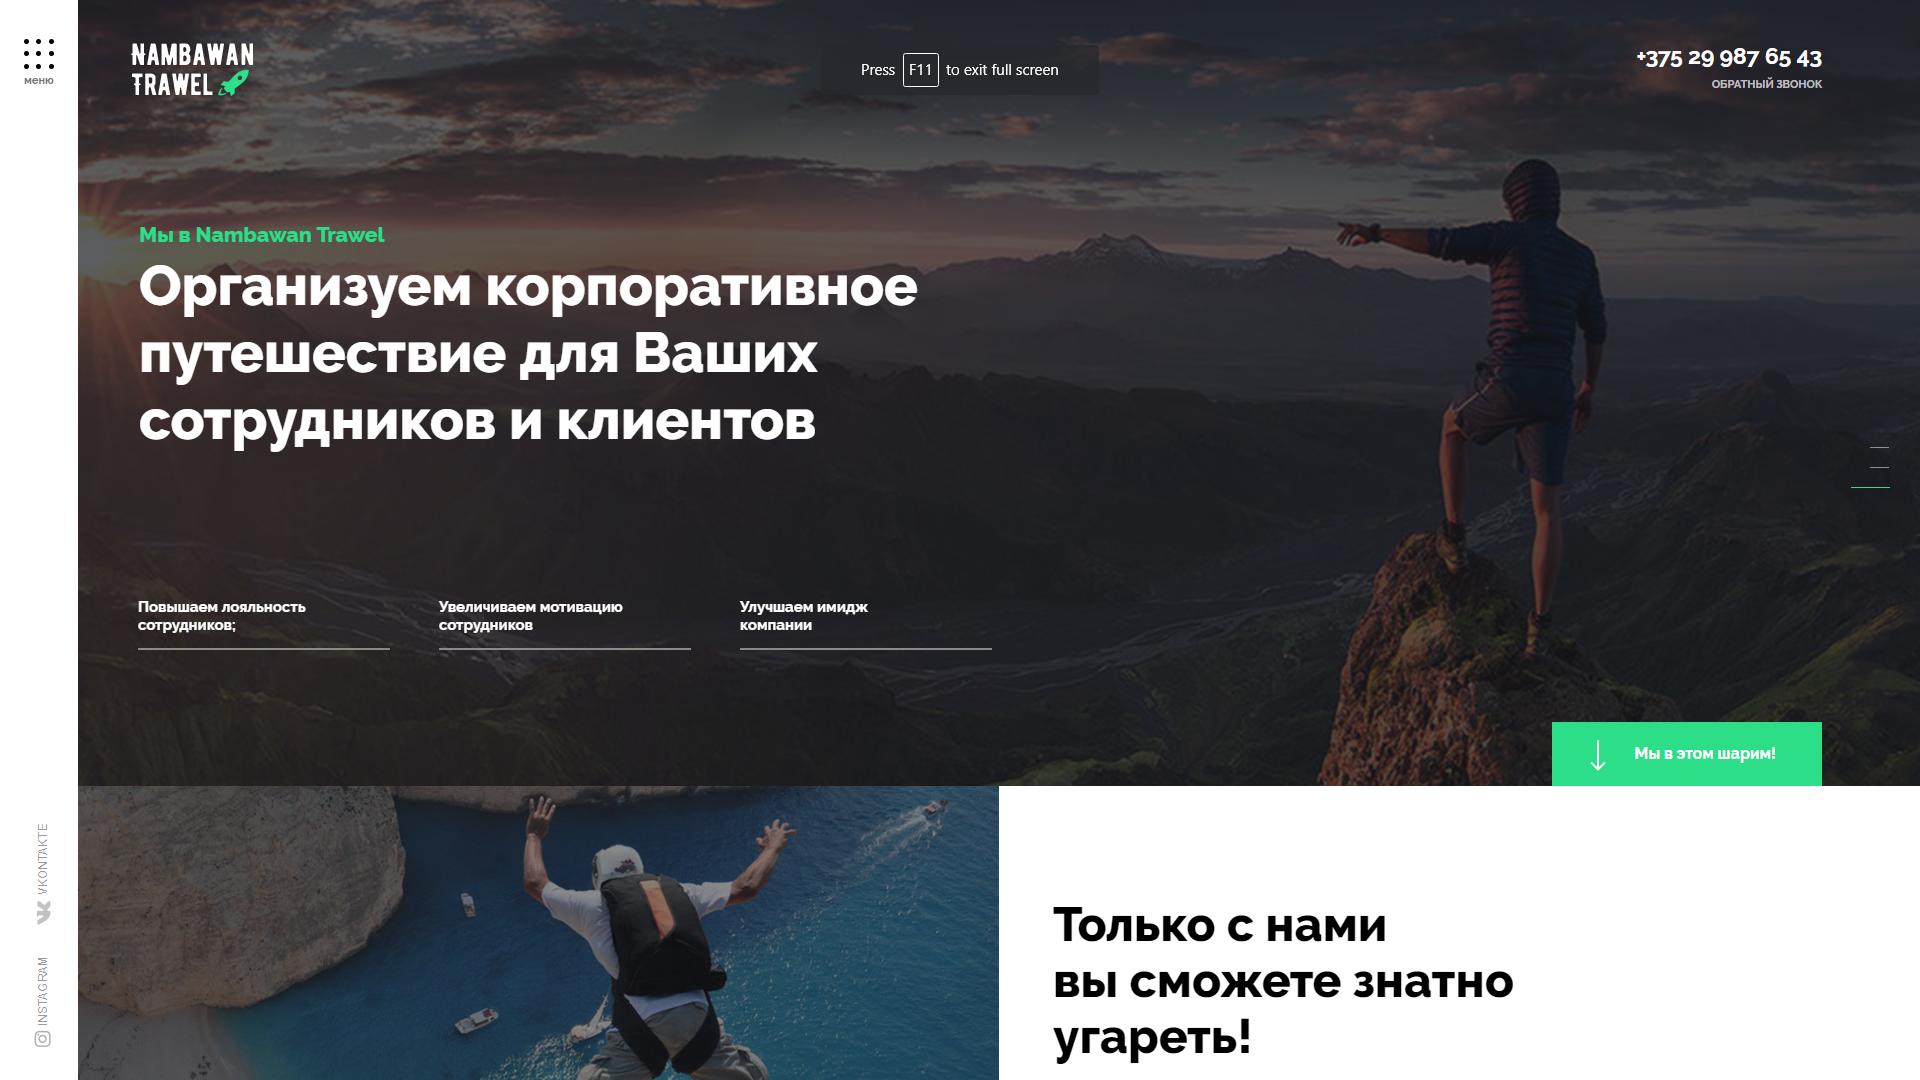 меню
NAMBAWAN
TRAWEL
Press F11 to exit full screen
+375 29 987 65 43
ОБРАТНЫЙ ЗВОНОК
Мы в Nambawan Trawel
Организуем корпоративное
путешествие для Ваших
сотрудников и клиентов
Повышаем лояльность
сотрудников;
Увеличиваем мотивацию
сотрудников
Улучшаем имидж
компании
Мы в этом шарим!
VKONTAKTE
INSTAGRAM
Только с нами
вы сможете знатно
угареть!